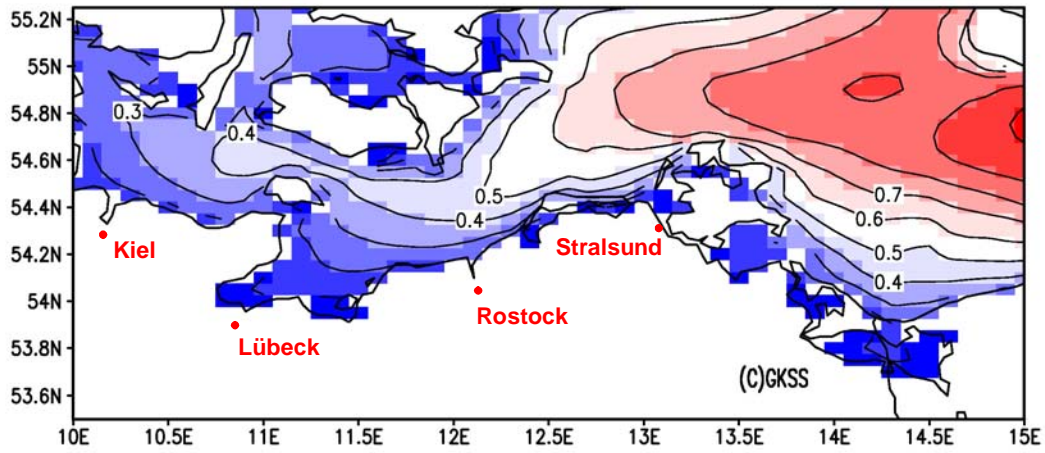 55.2N
55N
54.8N
54.6N
54.4N
54.2N
54N
53.8N
53.6N
0.3
0.4
0.5
0.4
0.7
0.6
0.5
0.4
Kiel
Stralsund
Rostock
Lübeck
(C)GKSS
10E 10.5E 11E 11.5E 12E 12.5E 13E 13.5E 14E 14.5E 15E